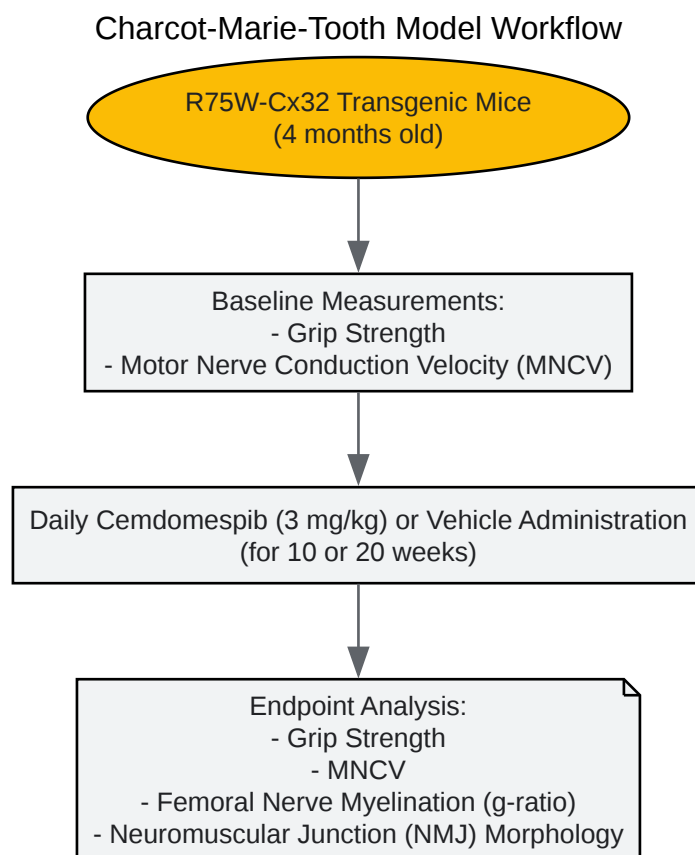 Charcot-Marie-Tooth Model Workflow
R75W-Cx32 Transgenic Mice
(4 months old)
Baseline Measurements:
- Grip Strength
- Motor Nerve Conduction Velocity (MNCV)
Daily Cemdomespib (3 mg/kg) or Vehicle Administration
(for 10 or 20 weeks)
Endpoint Analysis:
- Grip Strength
- MNCV
- Femoral Nerve Myelination (g-ratio)
- Neuromuscular Junction (NMJ) Morphology